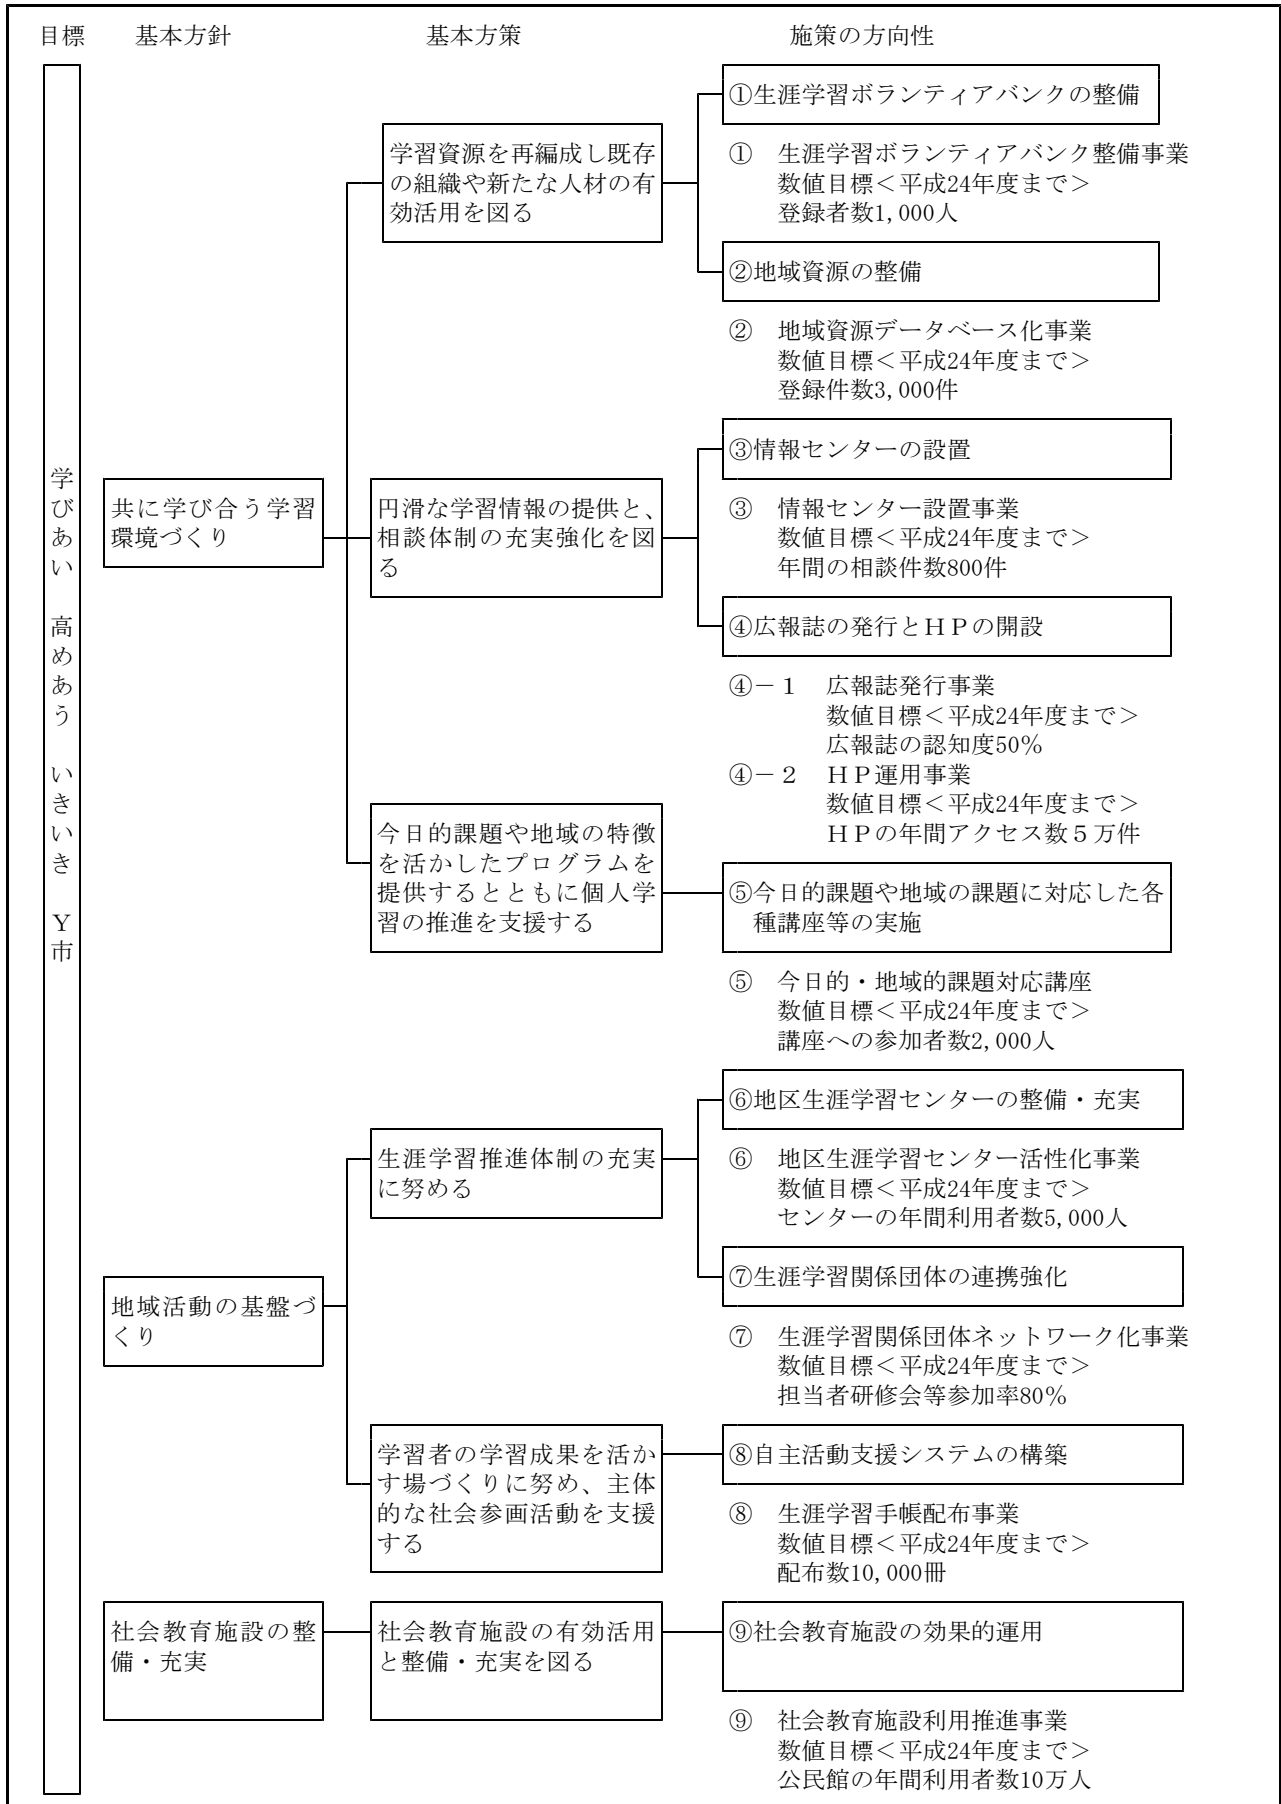 目標　基本方針　基本方策　施策の方向性
学びあい　高めあう　いきいき　Ｙ市
共に学び合う学習
環境づくり
学習資源を再編成し既存
の組織や新たな人材の有
効活用を図る
①生涯学習ボランティアバンクの整備
①　生涯学習ボランティアバンク整備事業
数値目標＜平成24年度まで＞
登録者数1,000人
②地域資源の整備
②　地域資源データベース化事業
数値目標＜平成24年度まで＞
登録件数3,000件
円滑な学習情報の提供と、
相談体制の充実強化を図
る
③情報センターの設置
③　情報センター設置事業
数値目標＜平成24年度まで＞
年間の相談件数800件
④広報誌の発行とＨＰの開設
④－１　広報誌発行事業
数値目標＜平成24年度まで＞
広報誌の認知度50％
④－２　ＨＰ運用事業
数値目標＜平成24年度まで＞
ＨＰの年間アクセス数５万件
今日的課題や地域の特徴
を活かしたプログラムを
提供するとともに個人学
習の推進を支援する
⑤今日的課題や地域の課題に対応した各
種講座等の実施
⑤　今日的・地域的課題対応講座
数値目標＜平成24年度まで＞
講座への参加者数2,000人
地域活動の基盤づ
くり
生涯学習推進体制の充実
に努める
⑥地区生涯学習センターの整備・充実
⑥　地区生涯学習センター活性化事業
数値目標＜平成24年度まで＞
センターの年間利用者数5,000人
⑦生涯学習関係団体の連携強化
⑦　生涯学習関係団体ネットワーク化事業
数値目標＜平成24年度まで＞
担当者研修会等参加率80％
学習者の学習成果を活か
す場づくりに努め、主体
的な社会参画活動を支援
する
⑧自主活動支援システムの構築
⑧　生涯学習手帳配布事業
数値目標＜平成24年度まで＞
配布数10,000冊
社会教育施設の整
備・充実
社会教育施設の有効活用
と整備・充実を図る
⑨社会教育施設の効果的運用
⑨　社会教育施設利用推進事業
数値目標＜平成24年度まで＞
公民館の年間利用者数10万人